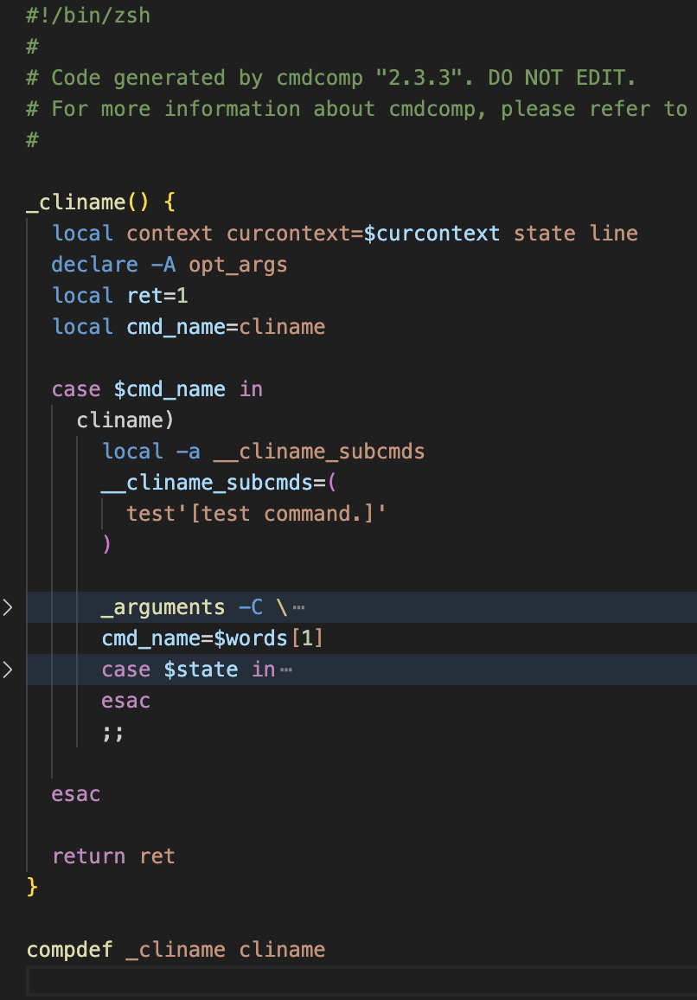 #!/bin/zsh
#
# Code generated by cmdcomp "2.3.3". DO NOT EDIT.
# For more information about cmdcomp, please refer to
#

_cliname() {
  local context curcontext=$curcontext state line
  declare -A opt_args
  local ret=1
  local cmd_name=cliname

  case $cmd_name in
    cliname)
      local -a __cliname_subcmds
      __cliname_subcmds=(
        test'[test command.]'
      )

      _arguments -C \⋯
      cmd_name=$words[1]
      case $state in⋯
      esac
      ;;

  esac

  return ret
}

compdef _cliname cliname